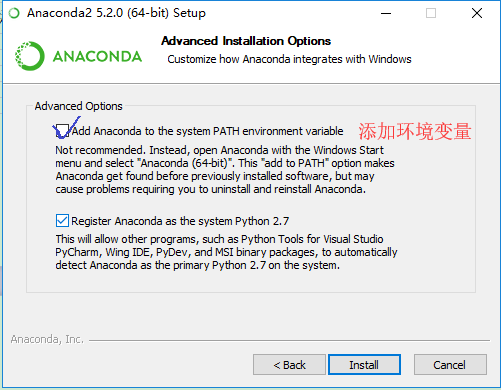 Anaconda2 5.2.0 (64-bit) Setup
ANACONDA
Advanced Installation Options
Customize how Anaconda integrates with Windows
Advanced Options
Add Anaconda to the system PATH environment variable
添加环境变量
Not recommended. Instead, open Anaconda with the Windows Start
menu and select "Anaconda (64-bit)". This "add to PATH" option makes
Anaconda get found before previously installed software, but may
cause problems requiring you to uninstall and reinstall Anaconda.
Register Anaconda as the system Python 2.7
This will allow other programs, such as Python Tools for Visual Studio
PyCharm, Wing IDE, PyDev, and MSI binary packages, to automatically
detect Anaconda as the primary Python 2.7 on the system.
Anaconda, Inc.
< Back
Install
Cancel